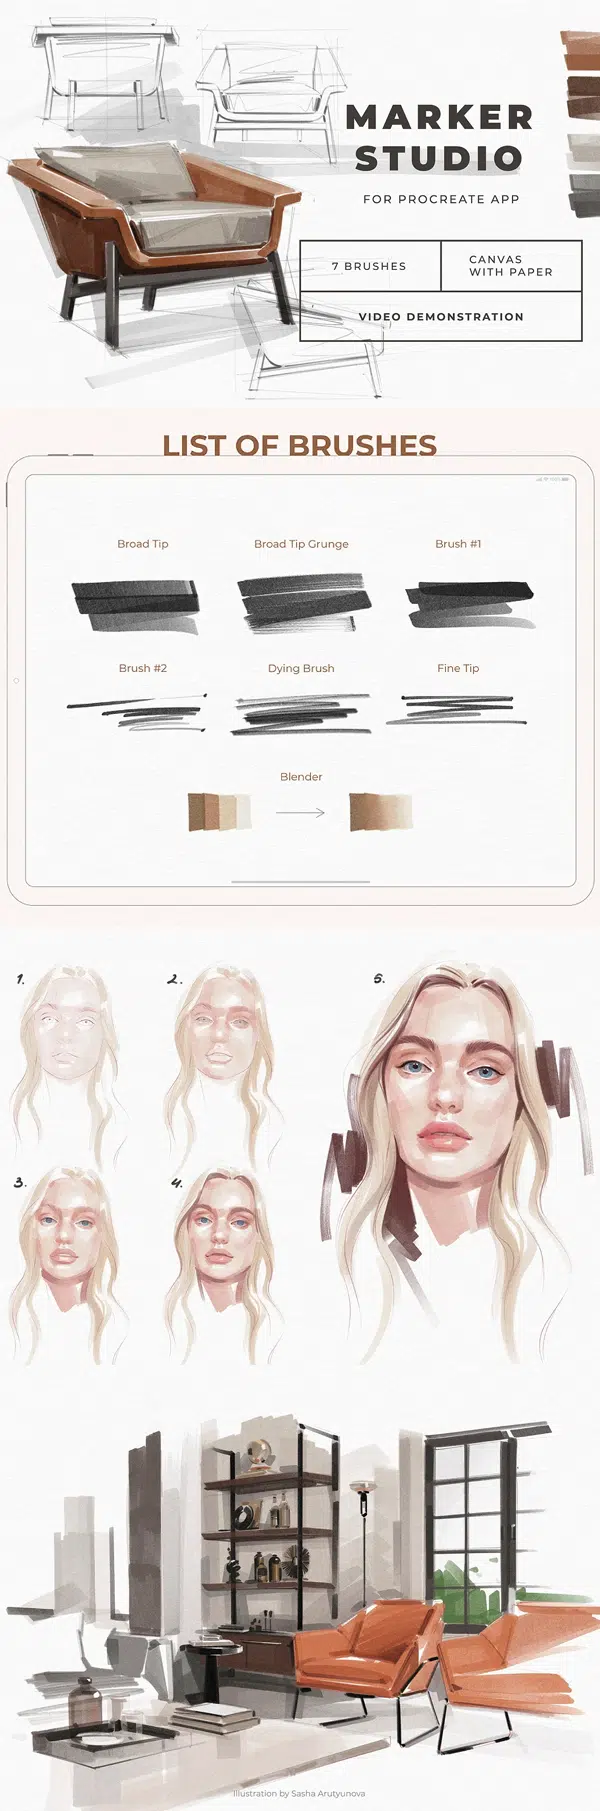 MARKER
STUDIO
FOR PROCREATE APP
7 BRUSHES
CANVAS
WITH PAPER
VIDEO DEMONSTRATION
LIST OF BRUSHES
Broad Tip
Broad Tip Grunge
Brush #1
Brush #2
Dying Brush
Fine Tip
Blender
1.
2.
5.
3.
4.
Illustration by Sasha Arutyunova